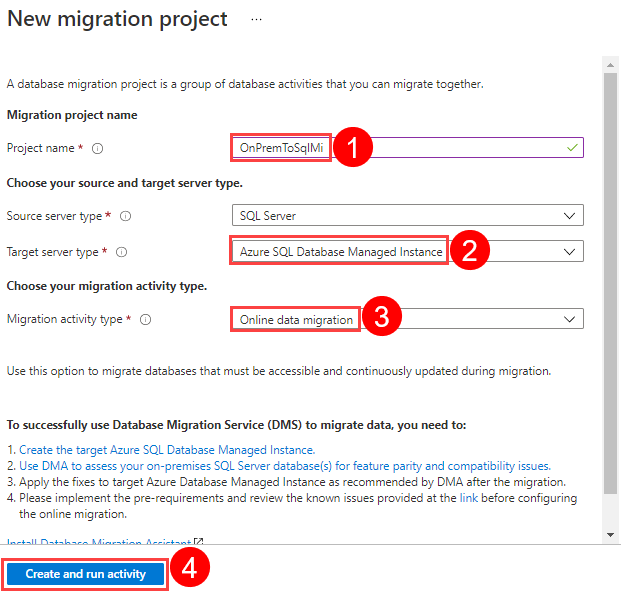 New migration project ...
A database migration project is a group of database activities that you can migrate together.
Migration project name
Project name * OnPremToSqlMi 1
Choose your source and target server type.
Source server type * SQL Server
Target server type * Azure SQL Database Managed Instance 2
Choose your migration activity type.
Migration activity type * Online data migration 3
Use this option to migrate databases that must be accessible and continuously updated during migration.
To successfully use Database Migration Service (DMS) to migrate data, you need to:
1. Create the target Azure SQL Database Managed Instance.
2. Use DMA to assess your on-premises SQL Server database(s) for feature parity and compatibility issues.
3. Apply the fixes to target Azure Database Managed Instance as recommended by DMA after the migration.
4. Please implement the pre-requirements and review the known issues provided at the link before configuring
the online migration.
Install Database Migration Assistant
Create and run activity 4